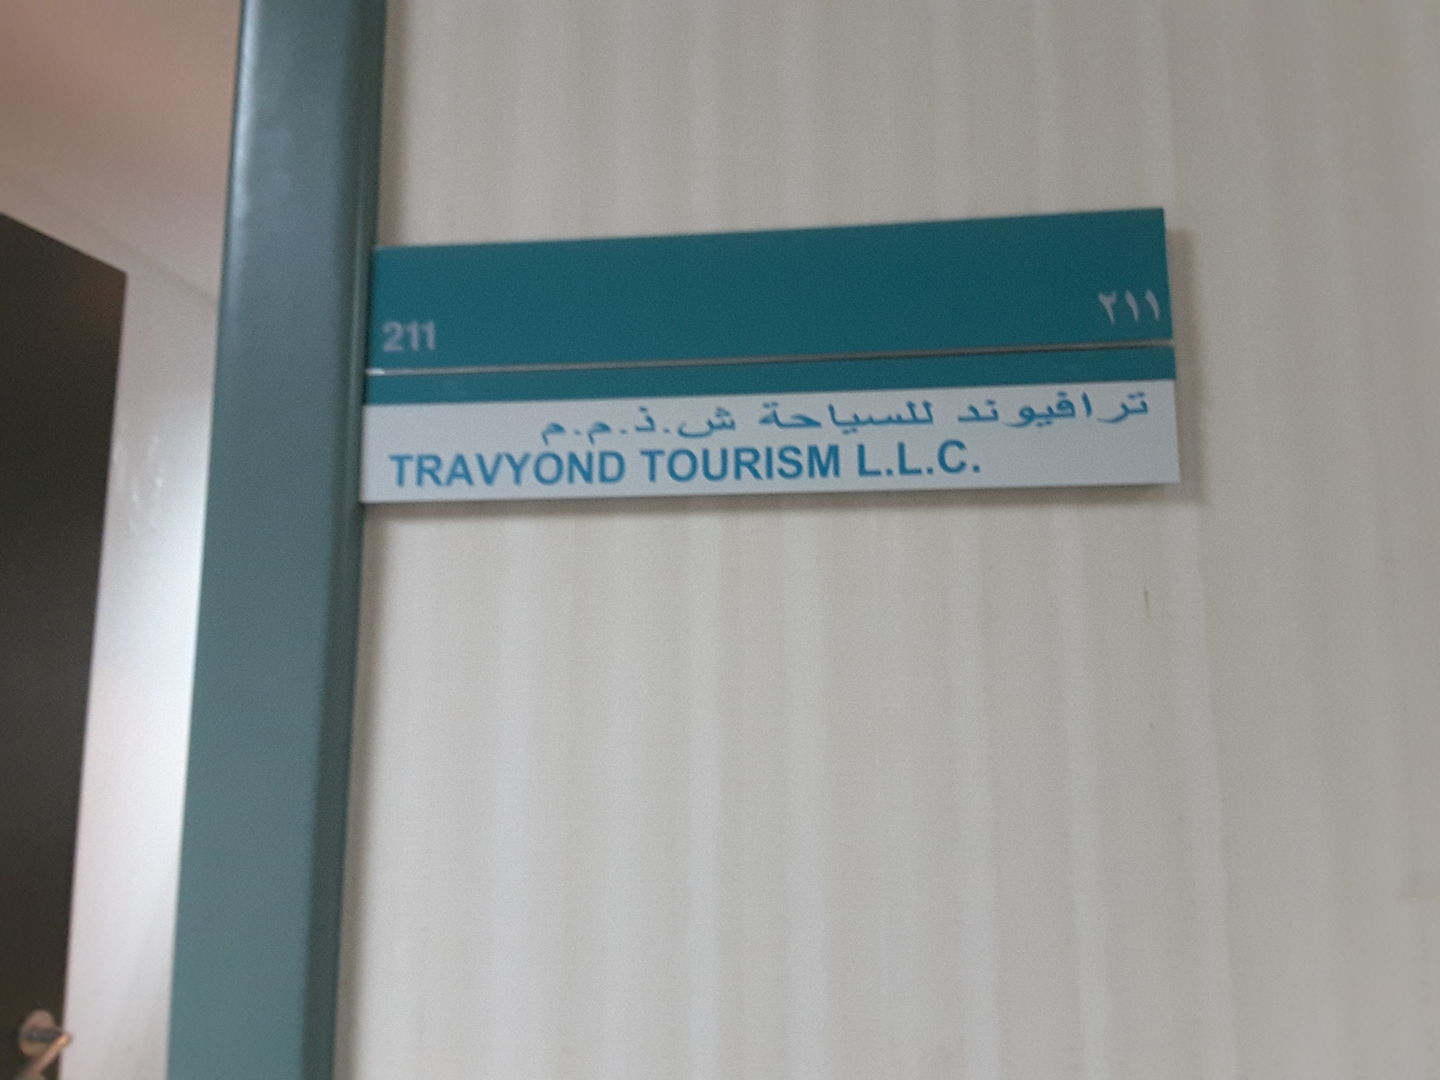 211 ٢١١
ترافيوند للسياحة ش.ذ.م.م
TRAVYOND TOURISM L.L.C.